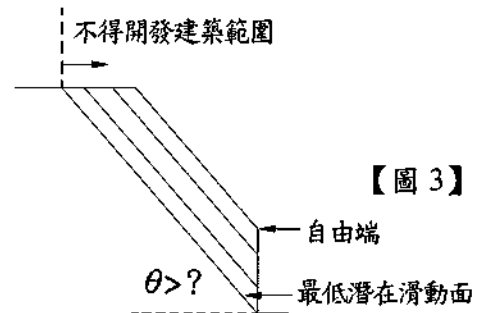 不得開發建築範圍
【圖 3】
自由端
θ>?
最低潛在滑動面